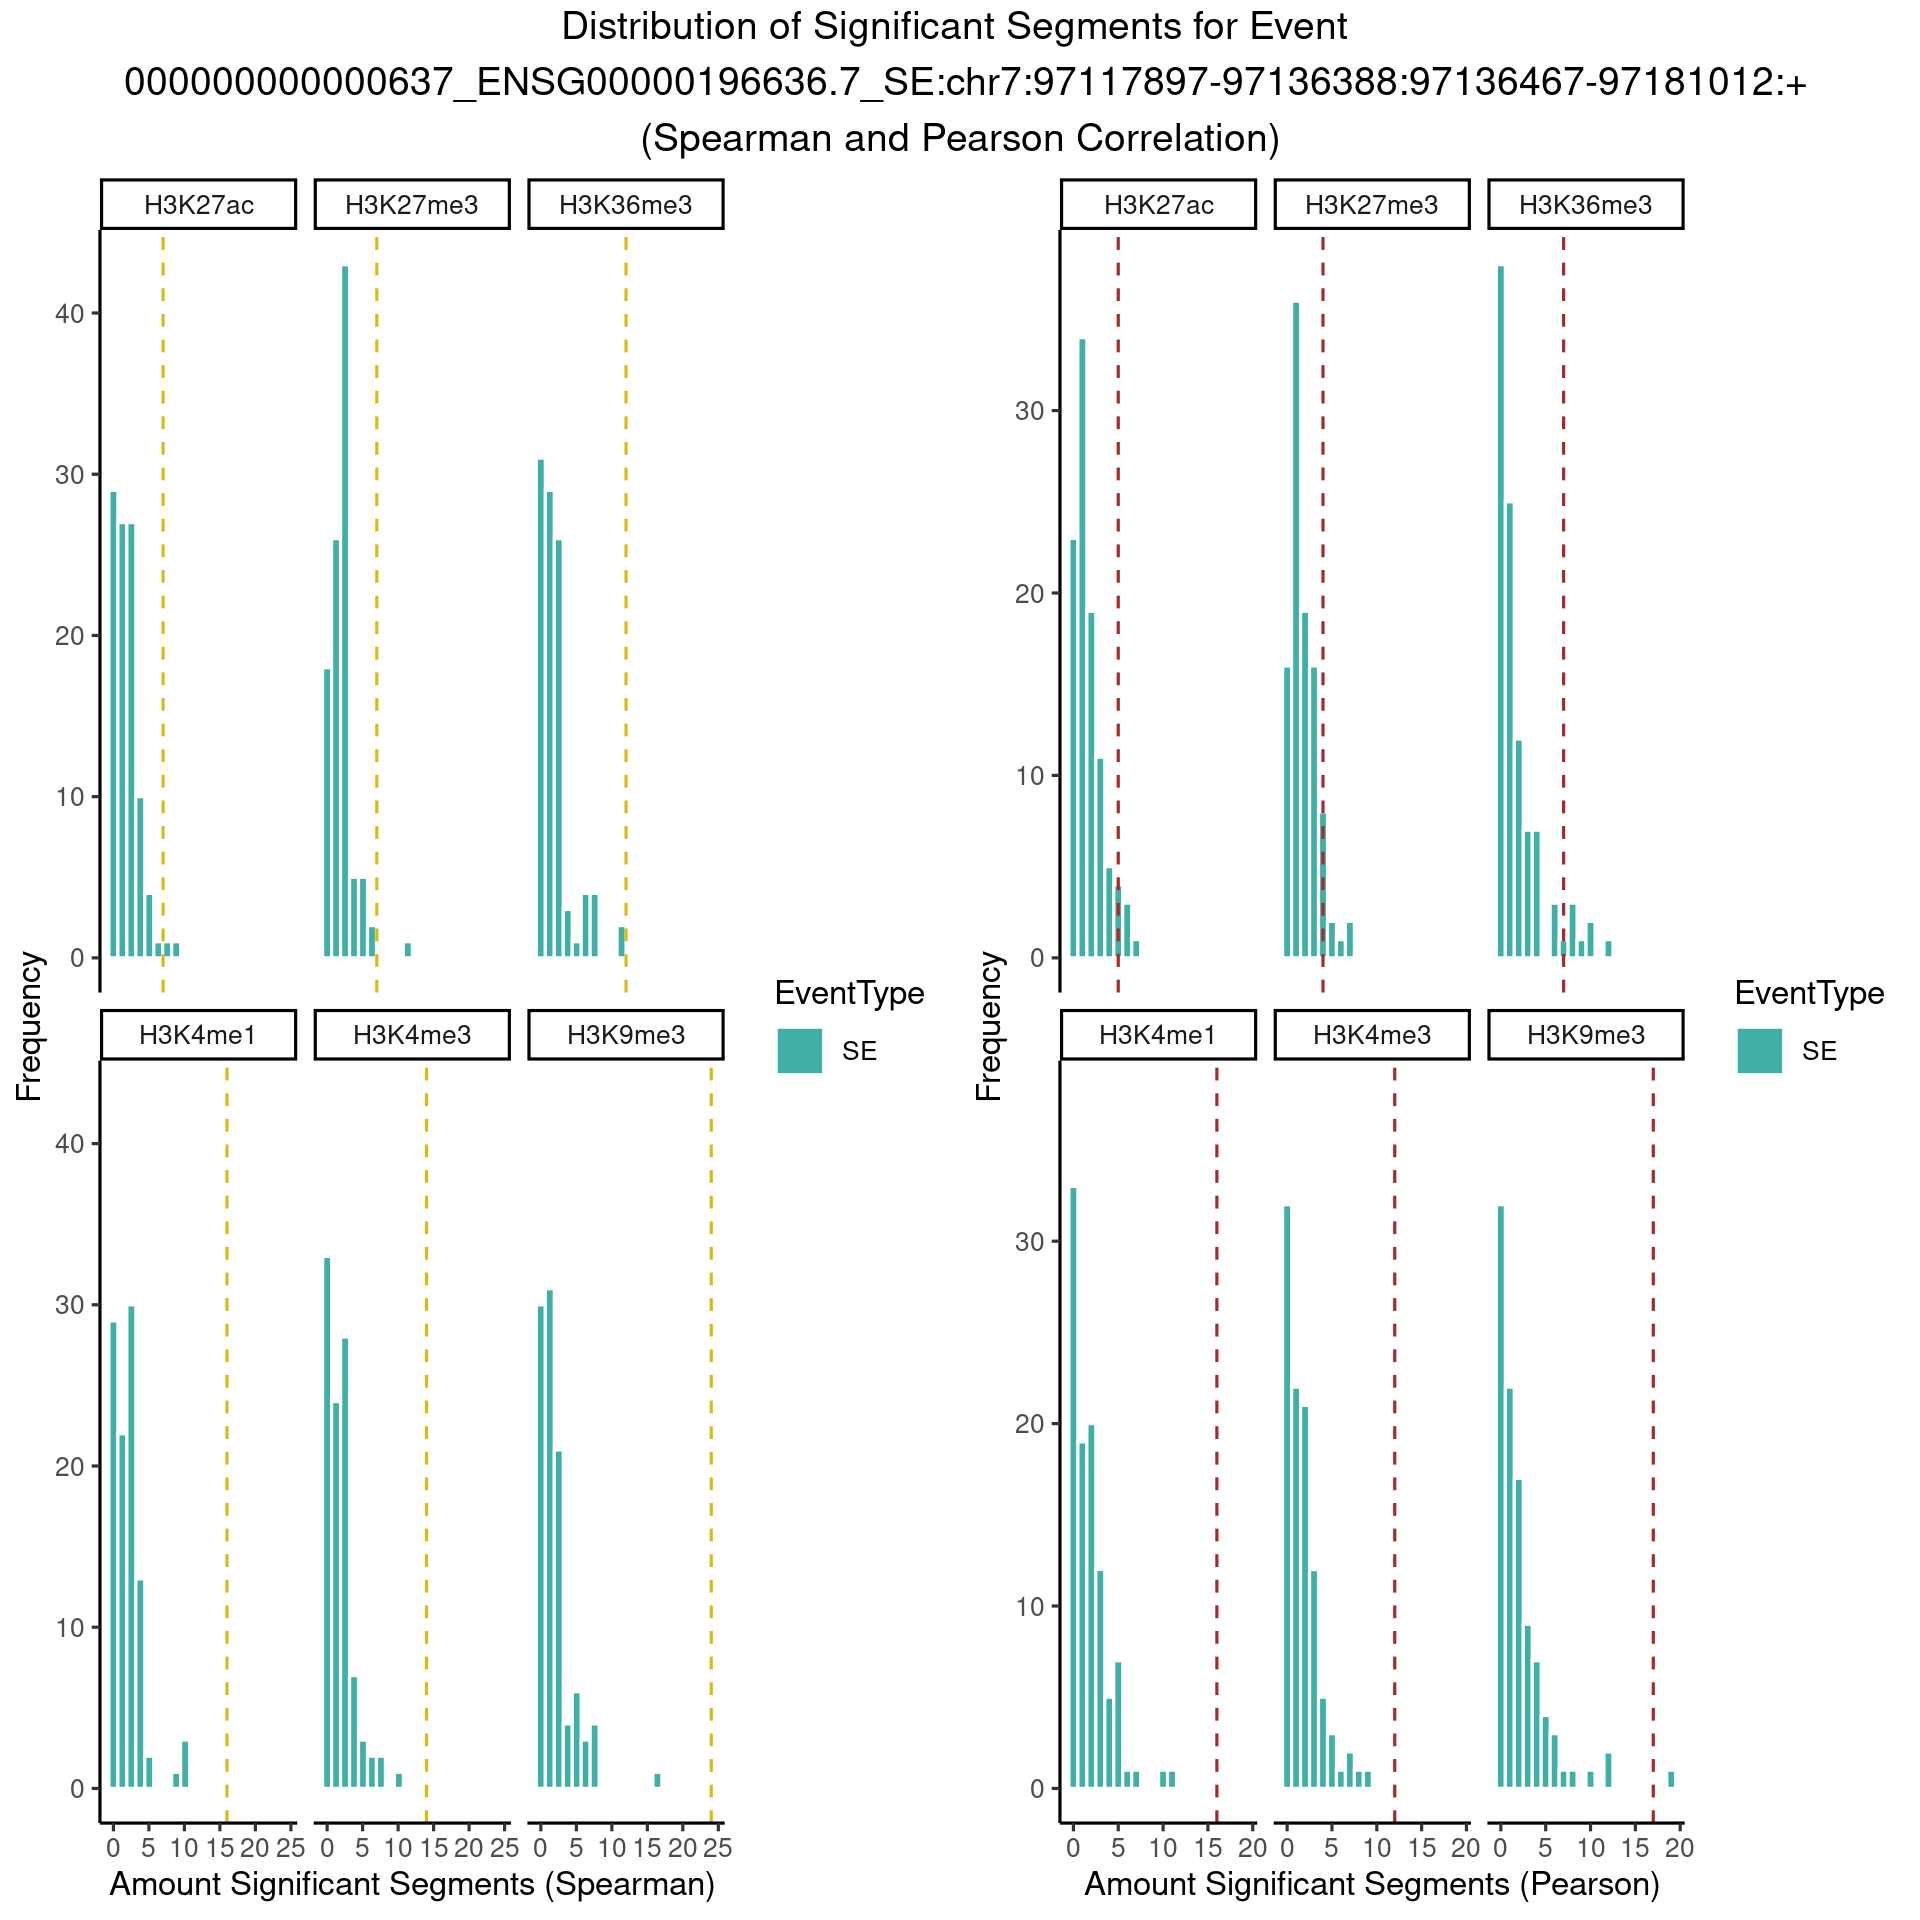 Distribution of Significant Segments for Event
000000000000637_ENSG00000196636.7_SE:chr7:97117897-97136388:97136467-97181012:+
(Spearman and Pearson Correlation)
H3K27ac H3K27me3 H3K36me3
40
30
20
10
0
H3K4me1 H3K4me3 H3K9me3
40
30
20
10
0
0 5 10 15 20 25 0 5 10 15 20 25 0 5 10 15 20 25
Amount Significant Segments (Spearman)
Frequency
EventType
SE
H3K27ac H3K27me3 H3K36me3
30
20
10
0
H3K4me1 H3K4me3 H3K9me3
30
20
10
0
0 5 10 15 20 0 5 10 15 20 0 5 10 15 20
Amount Significant Segments (Pearson)
Frequency
EventType
SE